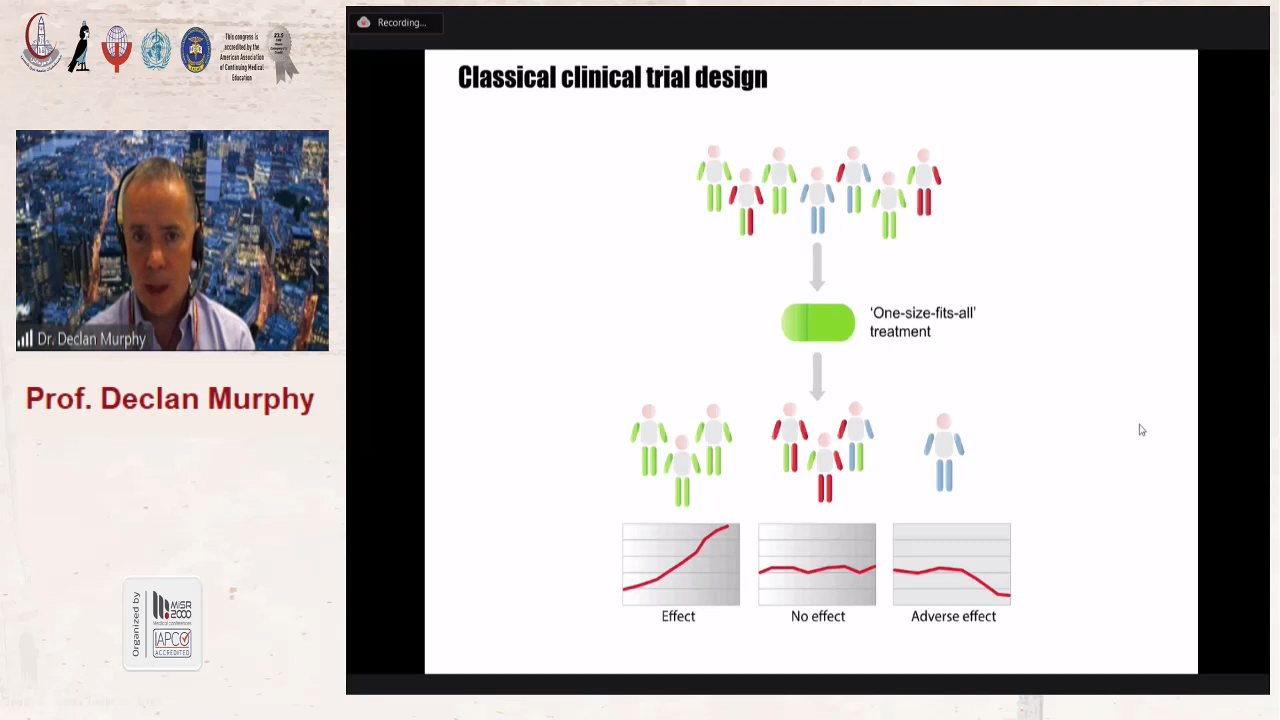 This congress is
accredited by the
American Association
of Continuing Medical
Education
Recording...
Classical clinical trial design
'One-size-fits-all'
treatment
Dr. Declan Murphy
Prof. Declan Murphy
Effect
No effect
Adverse effect
Organized by
MISR
2000
Medical conferences
IAPCO
ACCREDITED